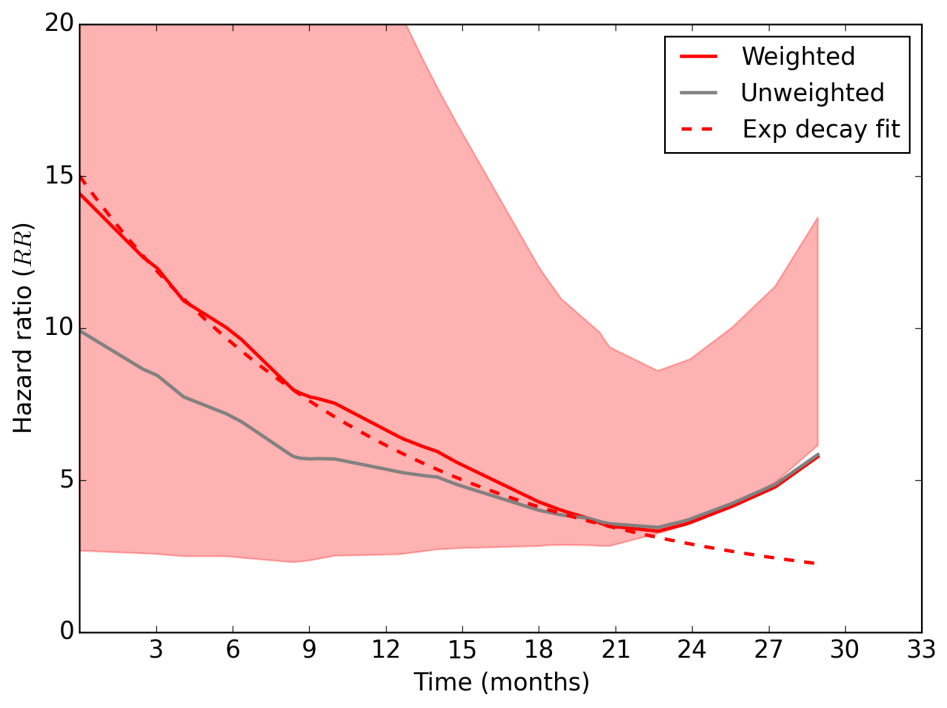 20
15
10
5
0
Hazard ratio (RR)
Weighted
Unweighted
Exp decay fit
3 6 9 12 15 18 21 24 27 30 33
Time (months)